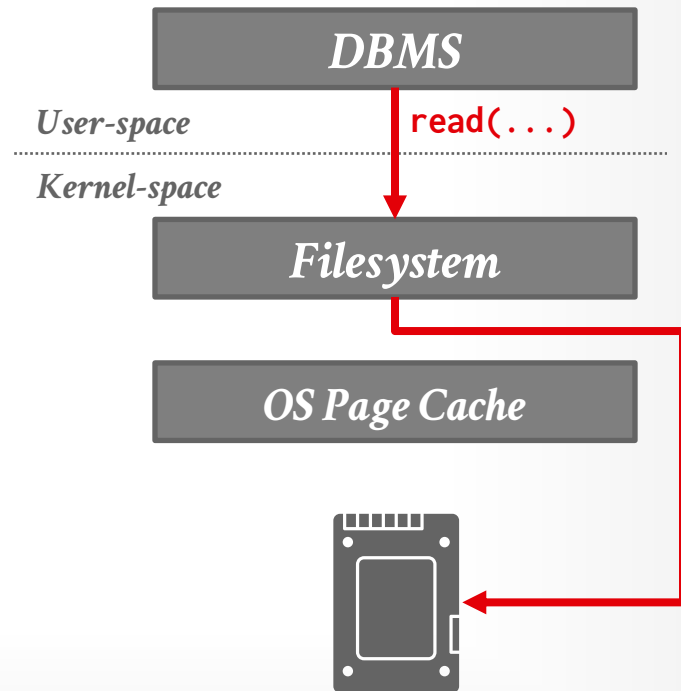 DBMS
User-space
read(...)
Kernel-space
Filesystem
OS Page Cache